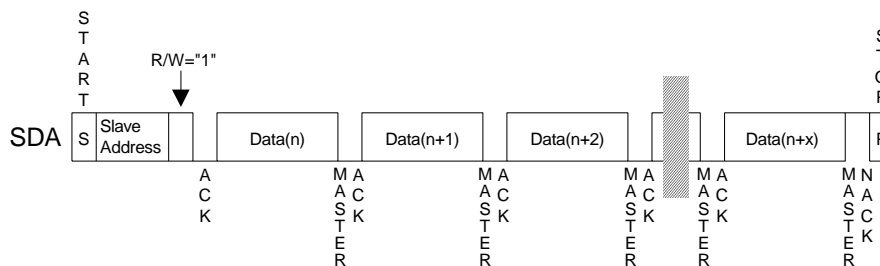 START
R/W="1"
SDA
S
Slave
Address
Data(n)
Data(n+1)
Data(n+2)
Data(n+x)
ACK
MASTER
ACK
MASTER
ACK
MASTER
ACK
MASTER
ACK
MASTER
NACK